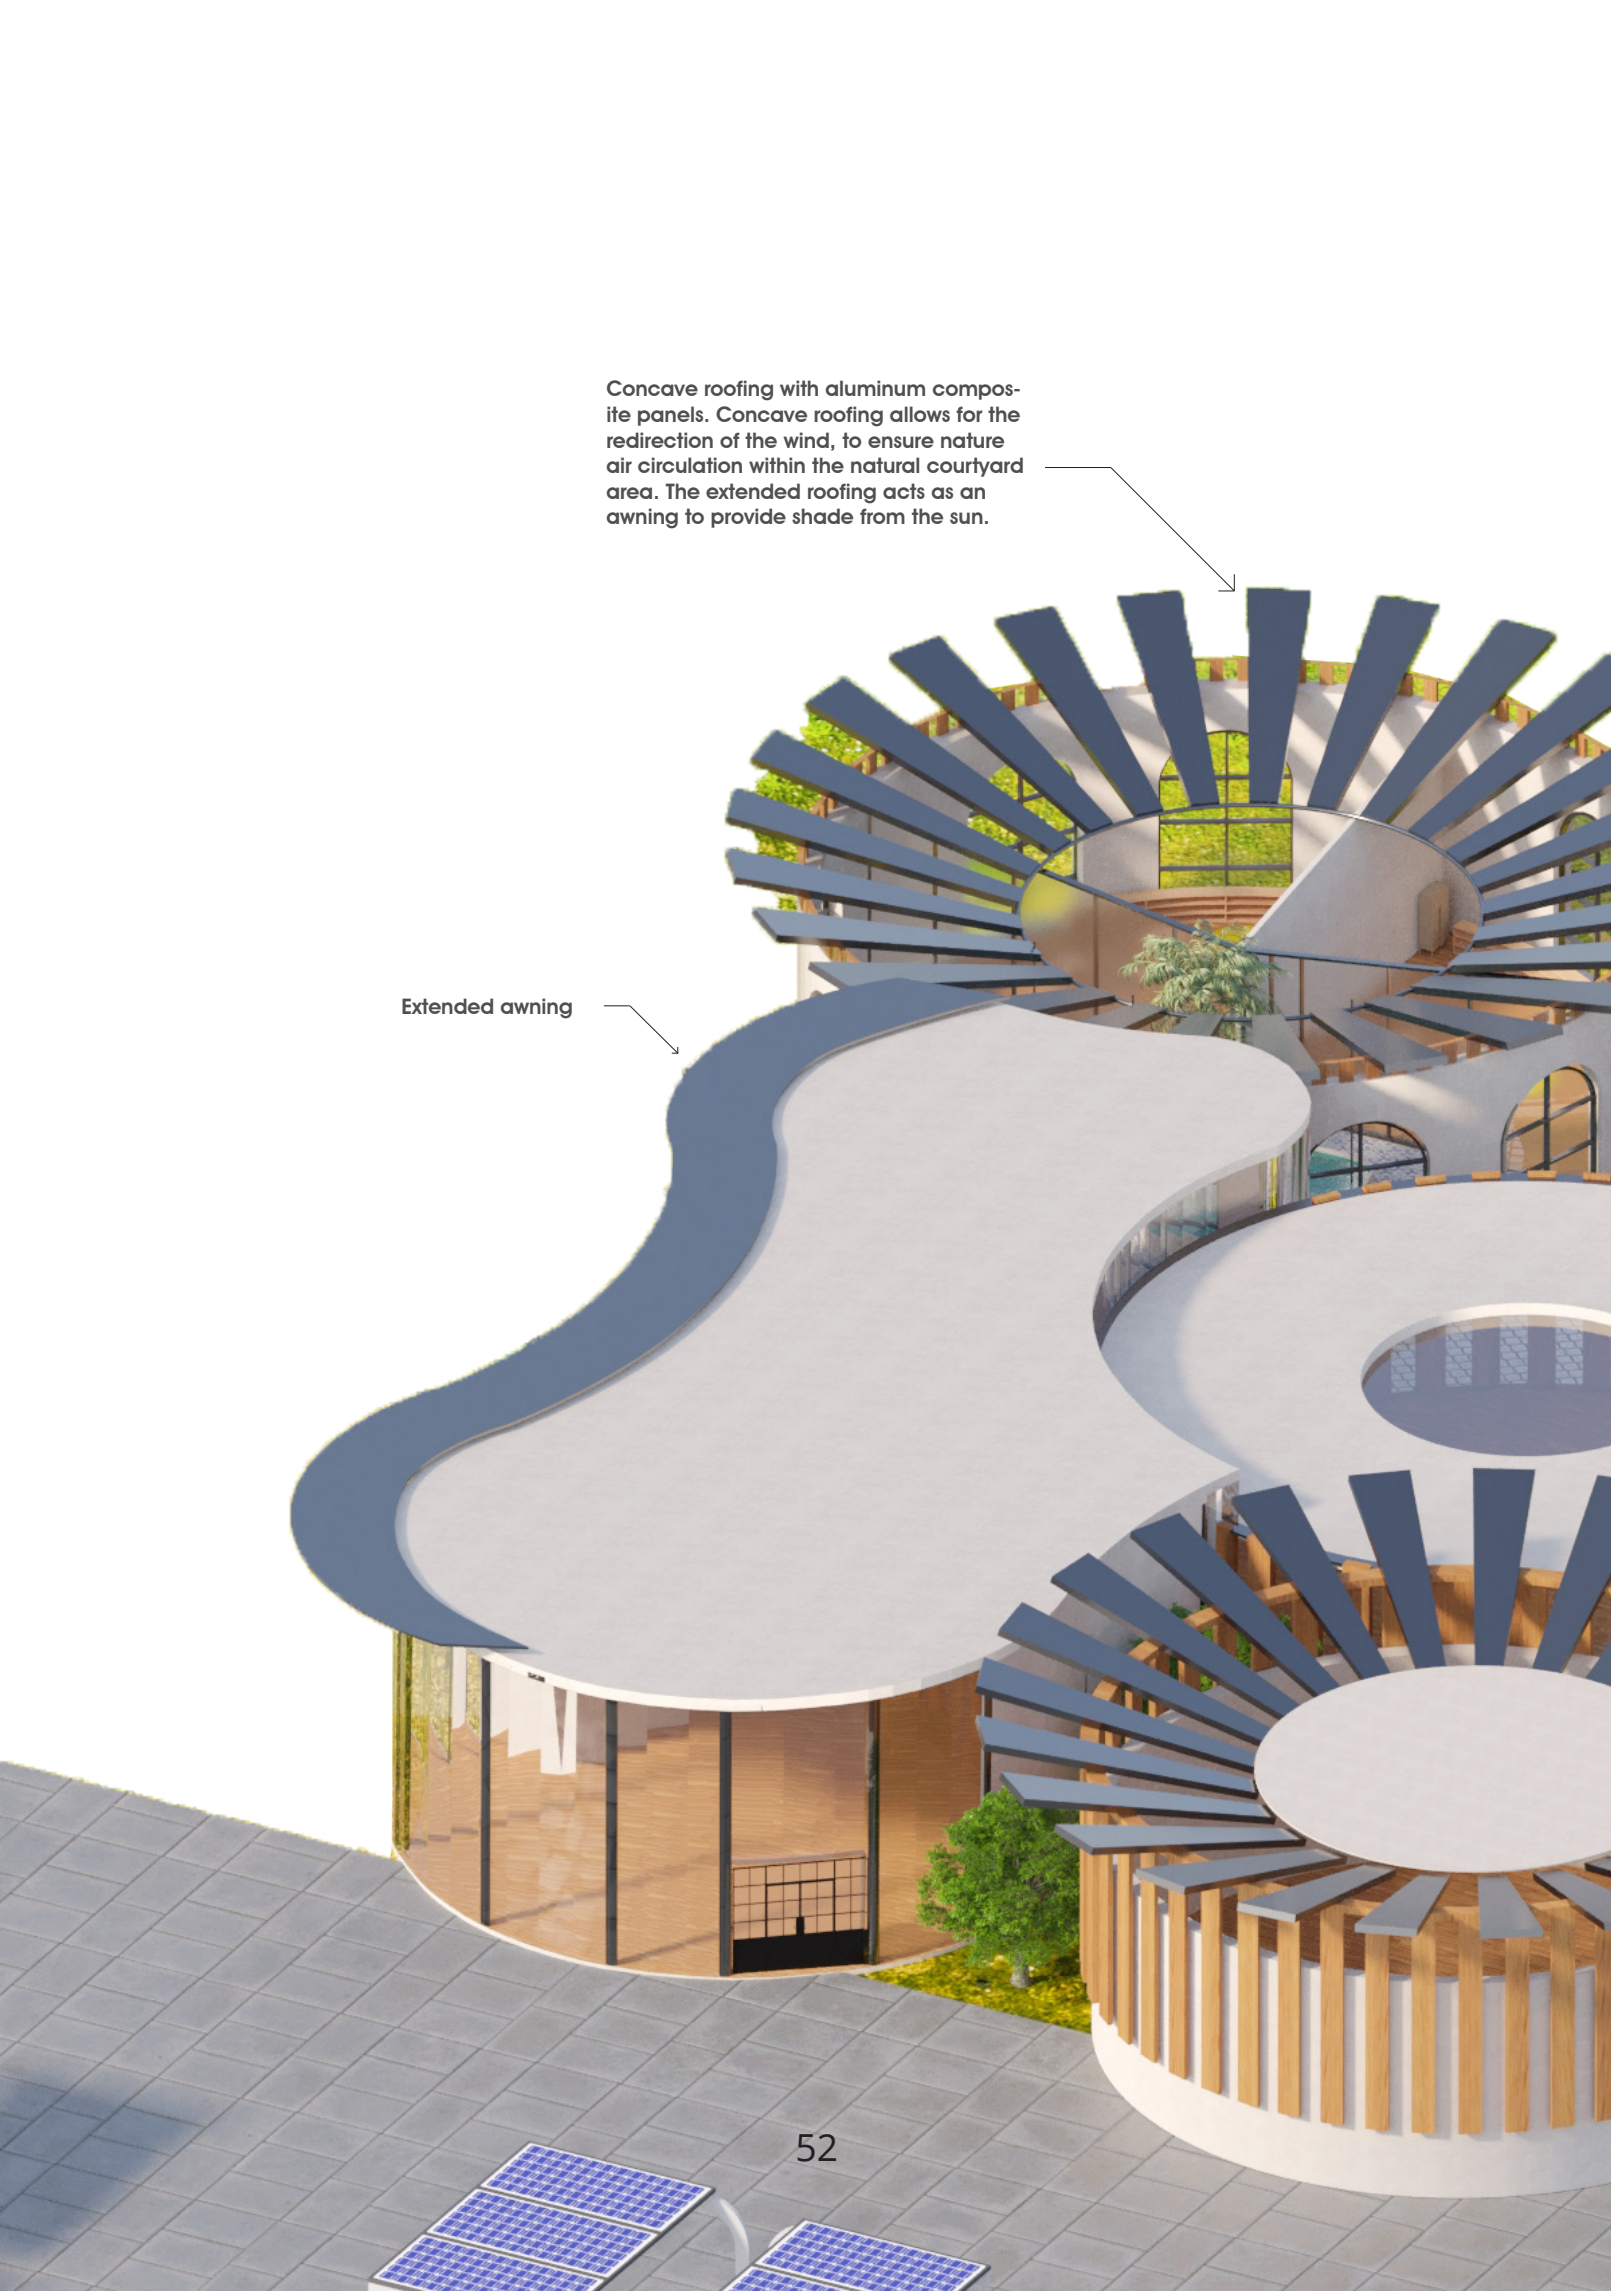 Concave roofing with aluminum compos-
ite panels. Concave roofing allows for the
redirection of the wind, to ensure nature
air circulation within the natural courtyard
area. The extended roofing acts as an
awning to provide shade from the sun.
Extended awning
52